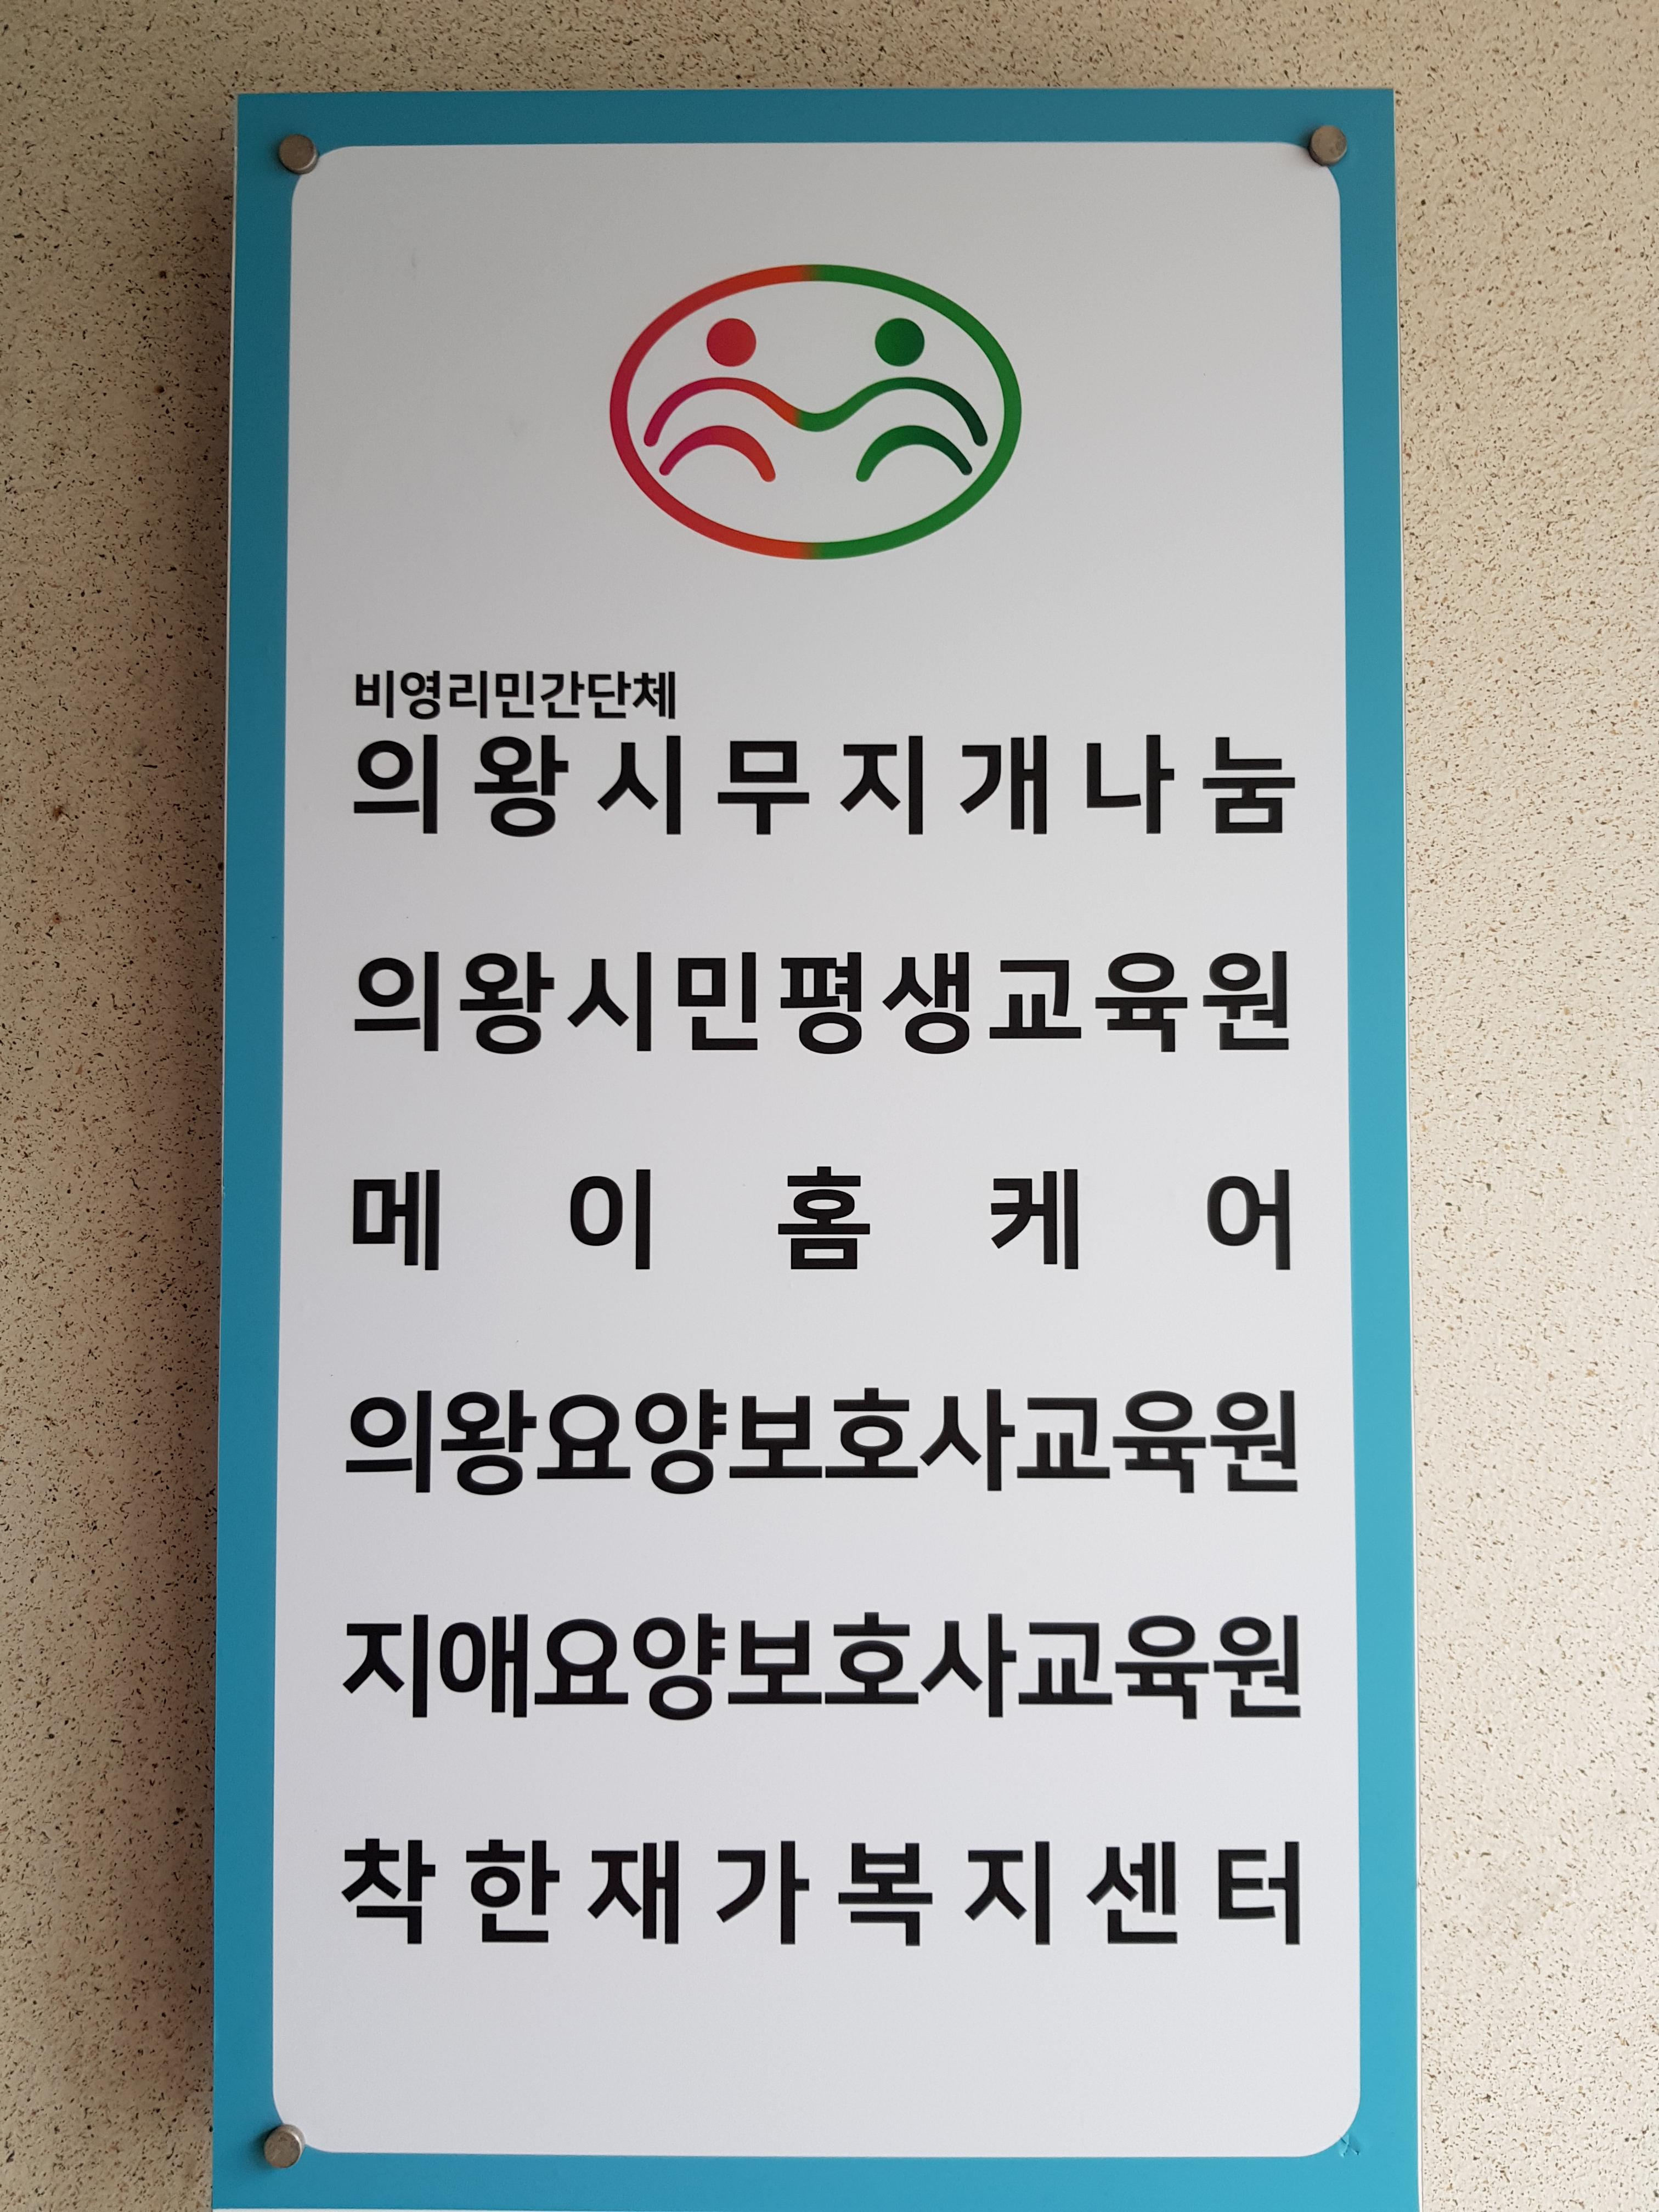 비영리민간단체
의왕시무지개나눔
의왕시민평생교육원
메이홈케어
의왕요양보호사교육원
지애요양보호사교육원
착한재가복지센터